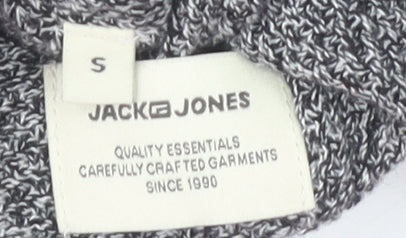 S
JACK JONES
QUALITY ESSENTIALS
CAREFULLY CRAFTED GARMENTS
SINCE 1990